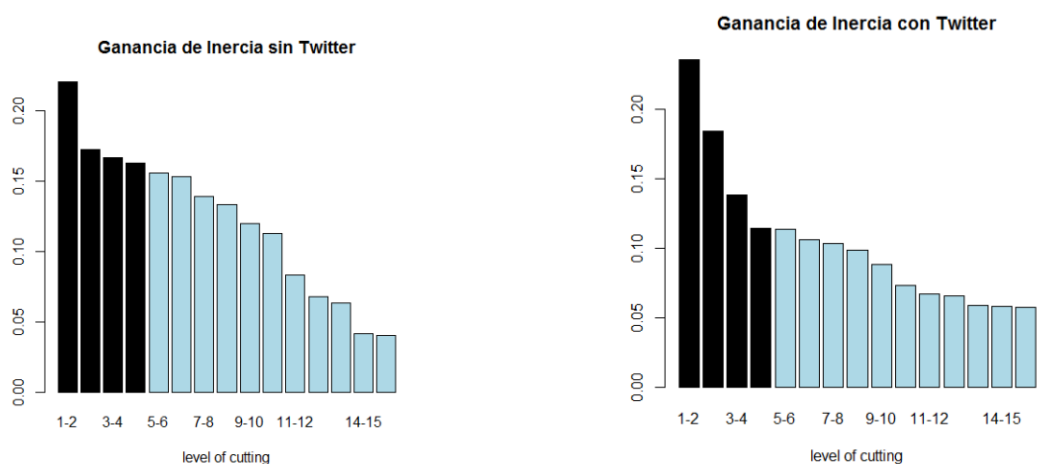 Ganancia de Inercia sin Twitter
0.20
0.15
0.10
0.05
0.00
1-2 3-4 5-6 7-8 9-10 11-12 14-15
level of cutting
Ganancia de Inercia con Twitter
0.20
0.15
0.10
0.05
0.00
1-2 3-4 5-6 7-8 9-10 11-12 14-15
level of cutting